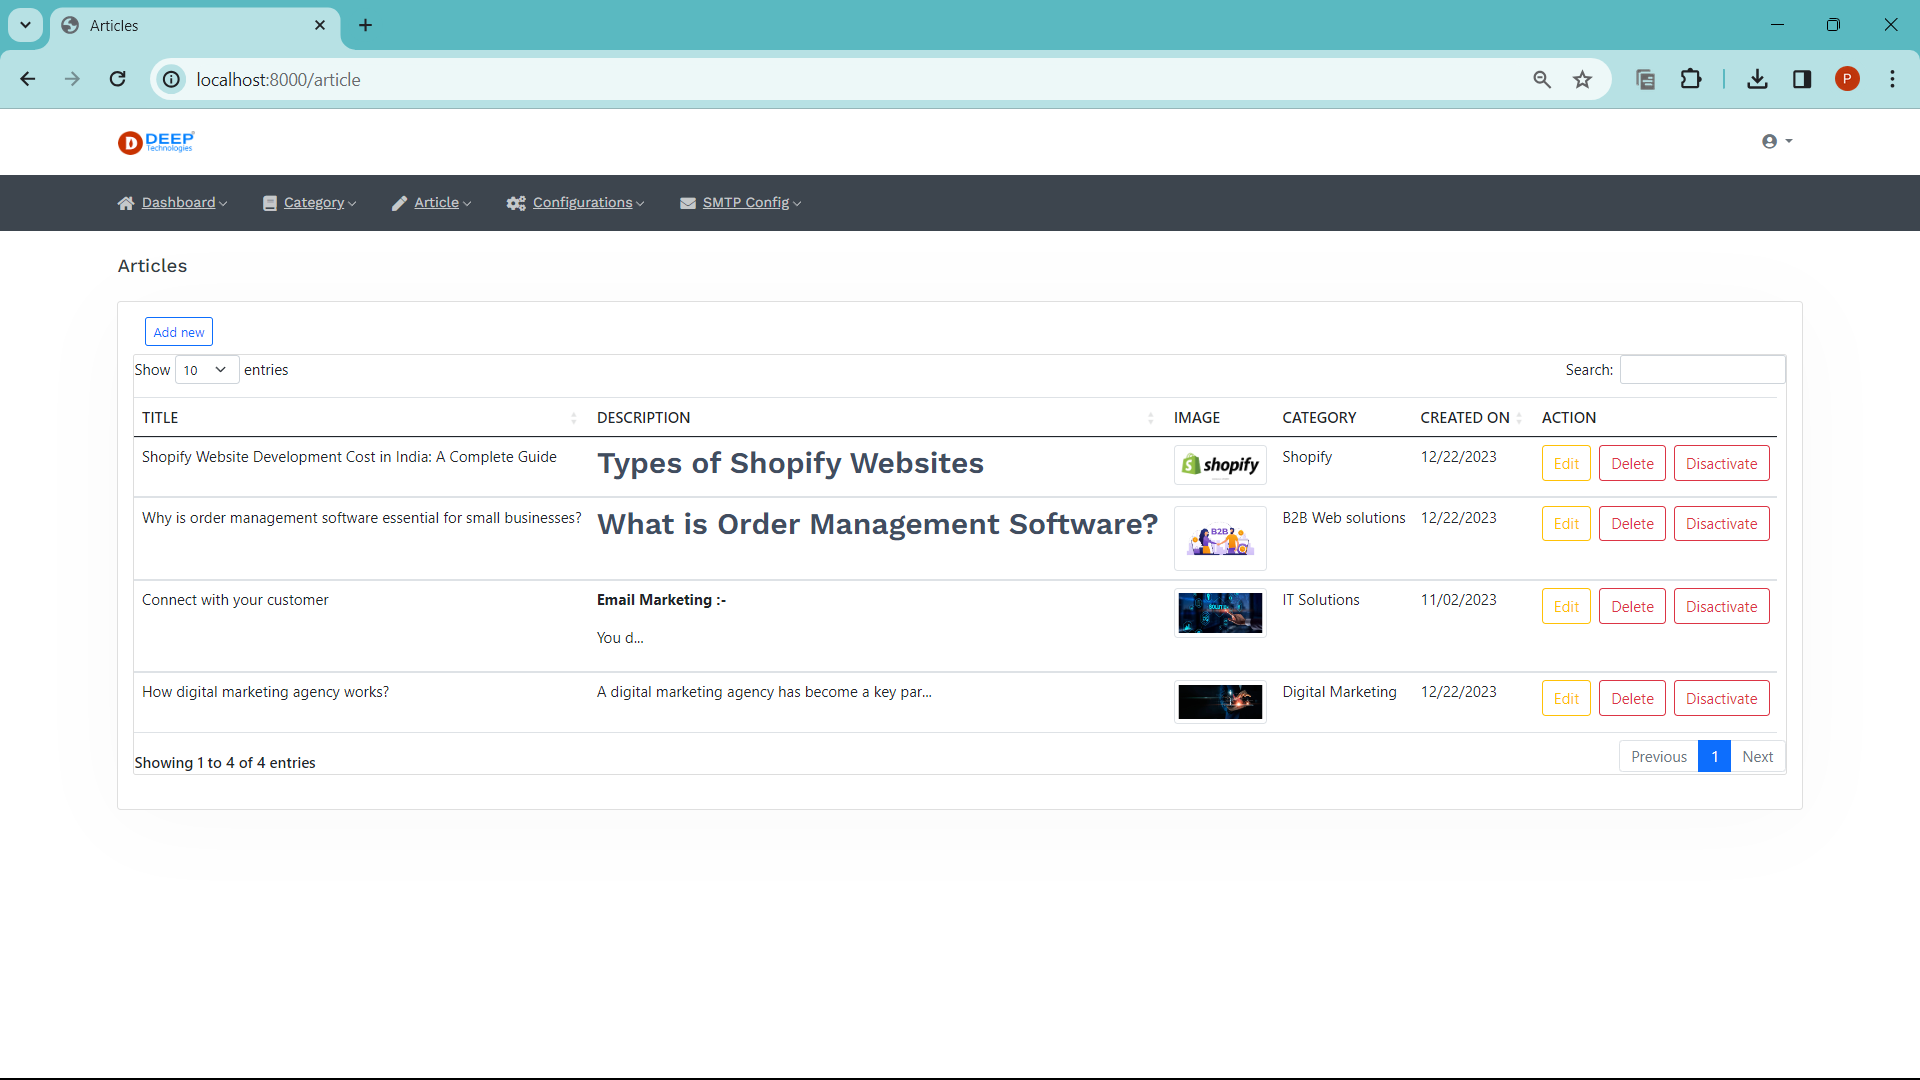 Articles
localhost:8000/article
P
DEEP
Technologies
Dashboard
Category
Article
Configurations
SMTP Config
Articles
Add new
Show 10 entries
Search:
TITLE DESCRIPTION IMAGE CATEGORY CREATED ON ACTION
Shopify Website Development Cost in India: A Complete Guide Types of Shopify Websites shopify Shopify 12/22/2023 Edit Delete Disactivate
Why is order management software essential for small businesses? What is Order Management Software? B2B B2B Web solutions 12/22/2023 Edit Delete Disactivate
Connect with your customer Email Marketing :- IT Solutions 11/02/2023 Edit Delete Disactivate
You d...
How digital marketing agency works? A digital marketing agency has become a key par... Digital Marketing 12/22/2023 Edit Delete Disactivate
Showing 1 to 4 of 4 entries
Previous 1 Next